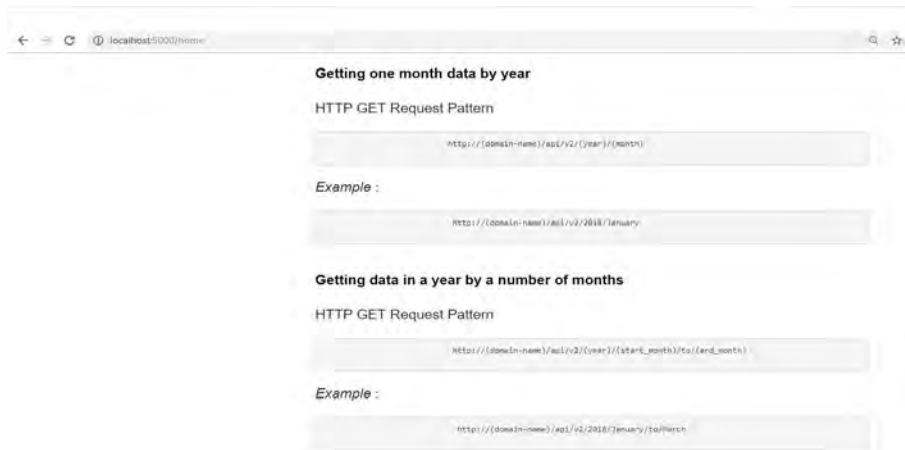 localhost:5000/home
Getting one month data by year
HTTP GET Request Pattern
http://{domain-name}/api/v2/{year}/{month}
Example :
http://{domain-name}/api/v2/2018/January
Getting data in a year by a number of months
HTTP GET Request Pattern
http://{domain-name}/api/v2/{year}/{start_month}/to/{end_month}
Example :
http://{domain-name}/api/v2/2018/January/to/March